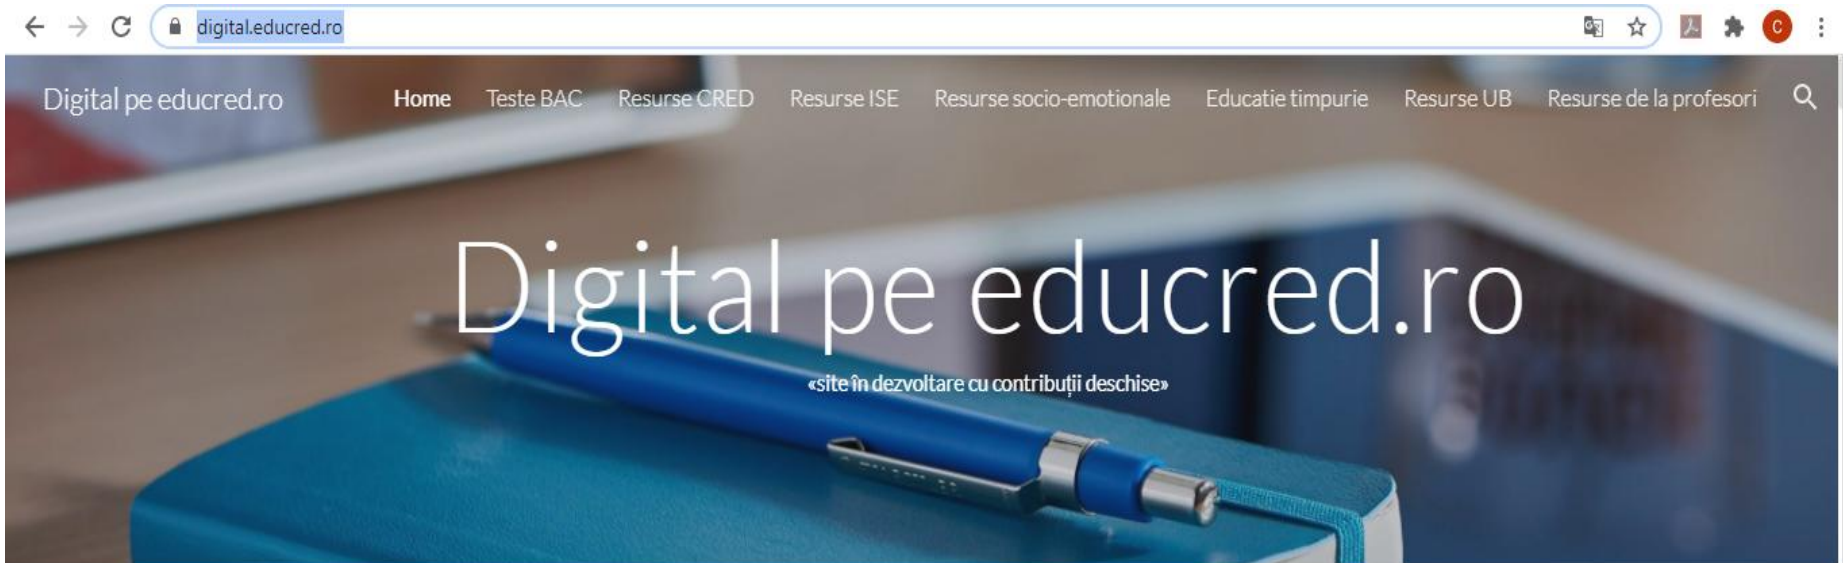 digital.educred.ro
C
Digital pe educred.ro
Home Teste BAC Resurse CRED Resurse ISE Resurse socio-emotionale Educatie timpurie Resurse UB Resurse de la profesori
Digital pe educred.ro
«site în dezvoltare cu contribuții deschise»